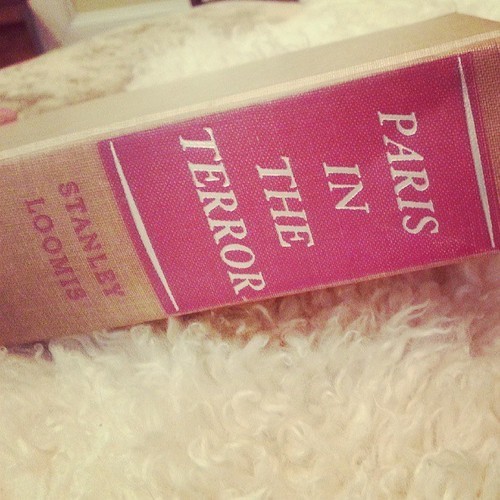 PARIS
IN
THE
TERROR
STANLEY
LOOMIS